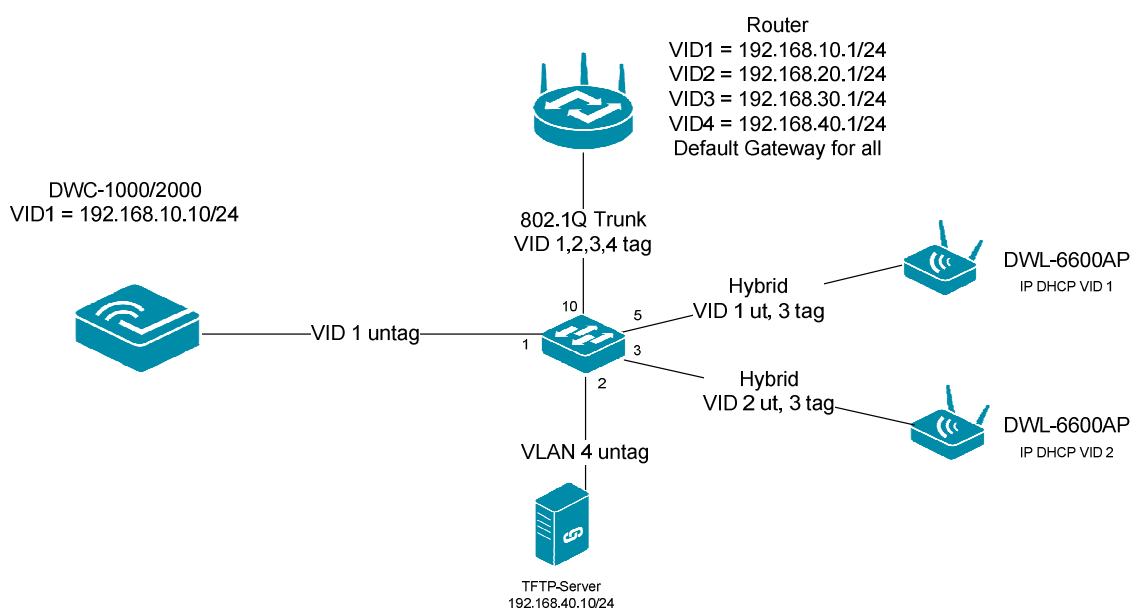 Router
VID1 = 192.168.10.1/24
VID2 = 192.168.20.1/24
VID3 = 192.168.30.1/24
VID4 = 192.168.40.1/24
Default Gateway for all
DWC-1000/2000
VID1 = 192.168.10.10/24
802.1Q Trunk
VID 1,2,3,4 tag
DWL-6600AP
IP DHCP VID 1
Hybrid
VID 1 ut, 3 tag
10
5
VID 1 untag
1
3
2
Hybrid
VID 2 ut, 3 tag
DWL-6600AP
IP DHCP VID 2
VLAN 4 untag
TFTP-Server
192.168.40.10/24